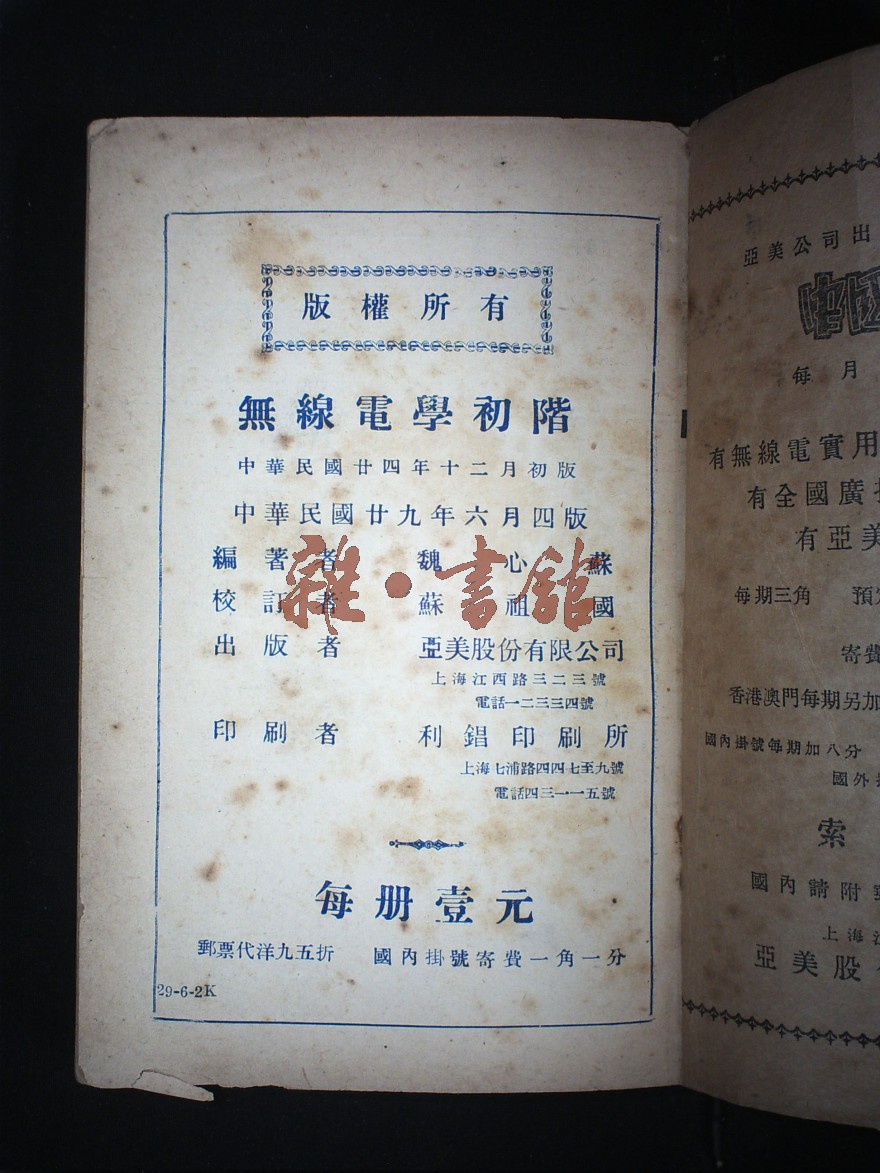 版權所有
無線電學初階
中華民國廿四年十二月初版
中華民國廿九年六月四版
編著者 魏心蘇
校訂者 蘇祖國
出版者 亞美股份有限公司
上海江西路三二三號
電話一二三三四號
印刷者 利錩印刷所
上海七浦路四四七至九號
電話四三一一五號
每册壹元
郵票代洋九五折 國內掛號寄費一角一分
29-6-2K
雜·書館
亞美公司出
中國
每月
有無線電實用
有全國廣
有亞美
每期三角 預
寄費
香港澳門每期另加
國內掛號每期加八分
國外
索
國內請附
上海江
亞美股